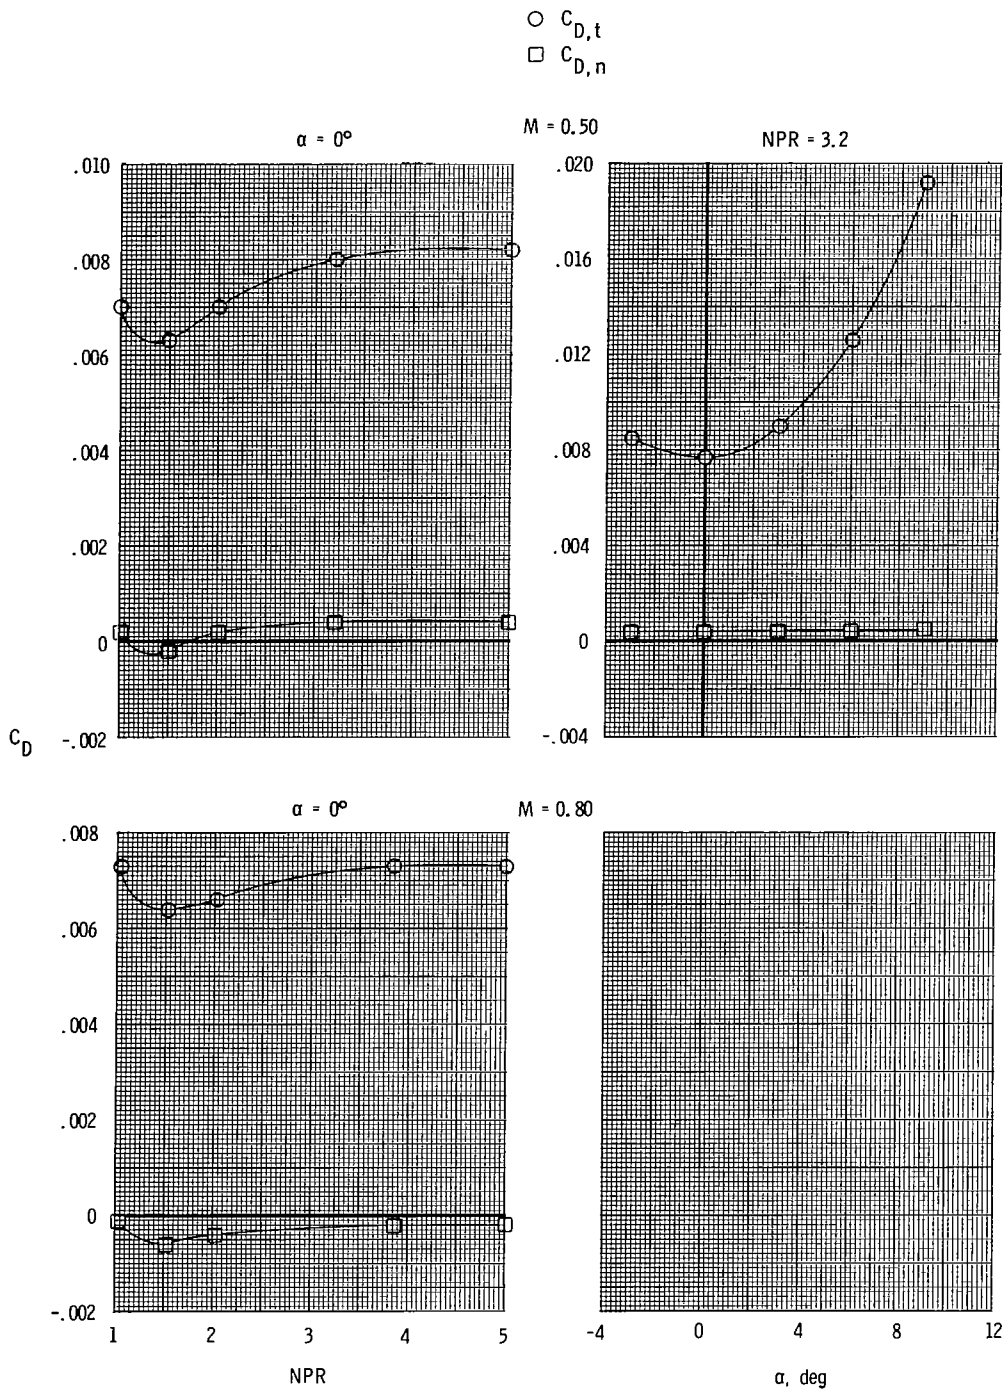 C_D,t
C_D,n
M = 0.50
α = 0°
NPR = 3.2
.010
.008
.006
.004
.002
0
-.002
.020
.016
.012
.008
.004
0
-.004
C_D
α = 0°
M = 0.80
.008
.006
.004
.002
0
-.002
1 2 3 4 5
NPR
-4 0 4 8 12
α, deg